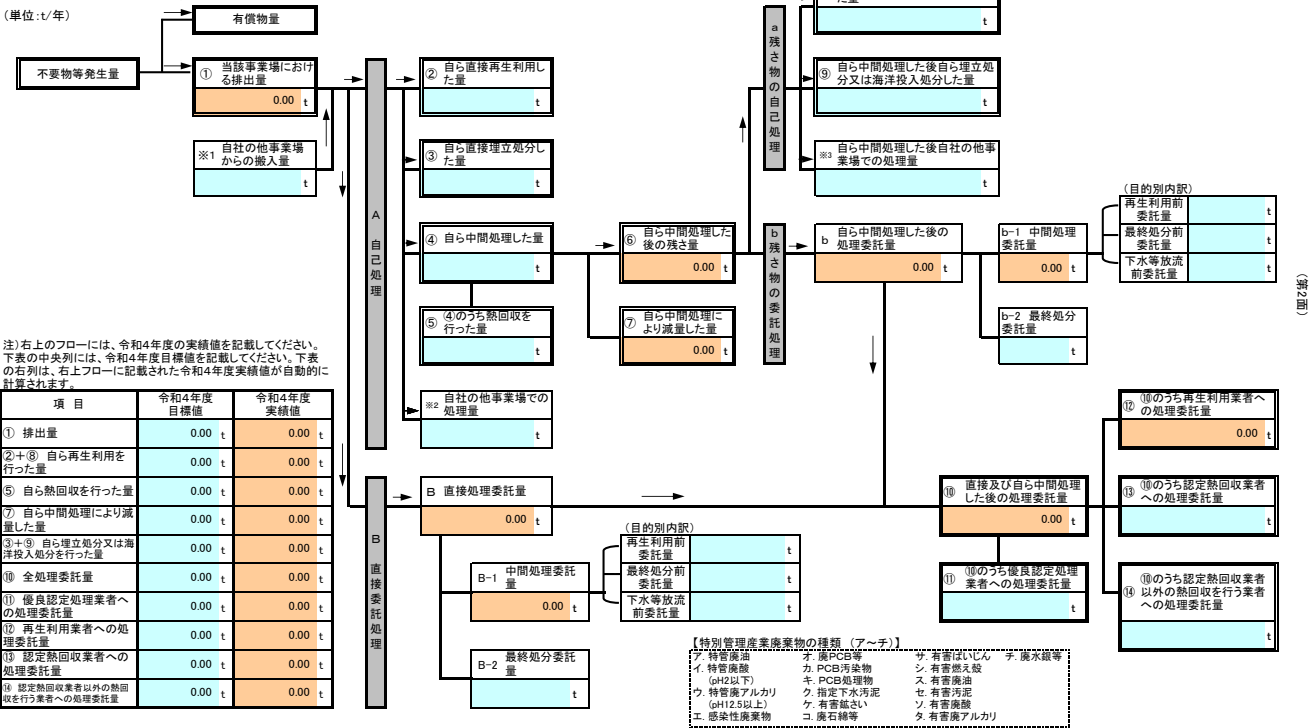 (単位:t/年)
有償物量
不要物等発生量
① 当該事業場におけ
る排出量
0.00 t
※1 自社の他事業場
からの搬入量
t
A 自己処理
② 自ら直接再生利用し
た量
t
③ 自ら直接埋立処分し
た量
t
④ 自ら中間処理した量
t
⑤ ④のうち熱回収を
行った量
t
※2 自社の他事業場での
処理量
t
⑥ 自ら中間処理した
後の残さ量
0.00 t
⑦ 自ら中間処理に
より減量した量
0.00 t
a 残さ物の自己処理
t
⑨ 自ら中間処理した後自ら埋立処
分又は海洋投入処分した量
t
※3 自ら中間処理した後自社の他事
業場での処理量
t
b 残さ物の委託処理
b 自ら中間処理した後の
処理委託量
0.00 t
b-1 中間処理
委託量
0.00 t
b-2 最終処分
委託量
t
(目的別内訳)
再生利用前
委託量 t
最終処分前
委託量 t
下水等放流
前委託量 t
(第2面)
注)右上のフローには、令和4年度の実績値を記載してください。
下表の中央列には、令和4年度目標値を記載してください。下表
の右列は、右上フローに記載された令和4年度実績値が自動的に
計算されます。
項 目 令和4年度 目標値 令和4年度 実績値
① 排出量 0.00 t 0.00 t
②+⑧ 自ら再生利用を
行った量 0.00 t 0.00 t
⑤ 自ら熱回収を行った量 0.00 t 0.00 t
⑦ 自ら中間処理により減
量した量 0.00 t 0.00 t
③+⑨ 自ら埋立処分又は海
洋投入処分を行った量 0.00 t 0.00 t
⑩ 全処理委託量 0.00 t 0.00 t
⑪ 優良認定処理業者へ
の処理委託量 0.00 t 0.00 t
⑫ 再生利用業者への処
理委託量 0.00 t 0.00 t
⑬ 認定熱回収業者への
処理委託量 0.00 t 0.00 t
⑭ 認定熱回収業者以外の熱回
収を行う業者への処理委託量 0.00 t 0.00 t
B 直接委託処理
B 直接処理委託量
0.00 t
B-1 中間処理委託
量
0.00 t
B-2 最終処分委託
量
t
(目的別内訳)
再生利用前
委託量 t
最終処分前
委託量 t
下水等放流
前委託量 t
⑩ 直接及び自ら中間処理
した後の処理委託量
0.00 t
⑪ ⑩のうち優良認定処理
業者への処理委託量
t
⑫ ⑩のうち再生利用業者へ
の処理委託量
0.00 t
⑬ ⑩のうち認定熱回収業者
への処理委託量
t
⑭ ⑩のうち認定熱回収業者
以外の熱回収を行う業者
への処理委託量
t
【特別管理産業廃棄物の種類 (ア~チ)】
ア. 特管廃油 オ. 廃PCB等 サ. 有害ばいじん チ. 廃水銀等
イ. 特管廃酸 カ. PCB汚染物 シ. 有害燃え殻
(pH2以下) キ. PCB処理物 ス. 有害廃油
ウ. 特管廃アルカリ ク. 指定下水汚泥 セ. 有害汚泥
(pH12.5以上) ケ. 有害鉱さい ソ. 有害廃酸
エ. 感染性廃棄物 コ. 廃石綿等 タ. 有害廃アルカリ